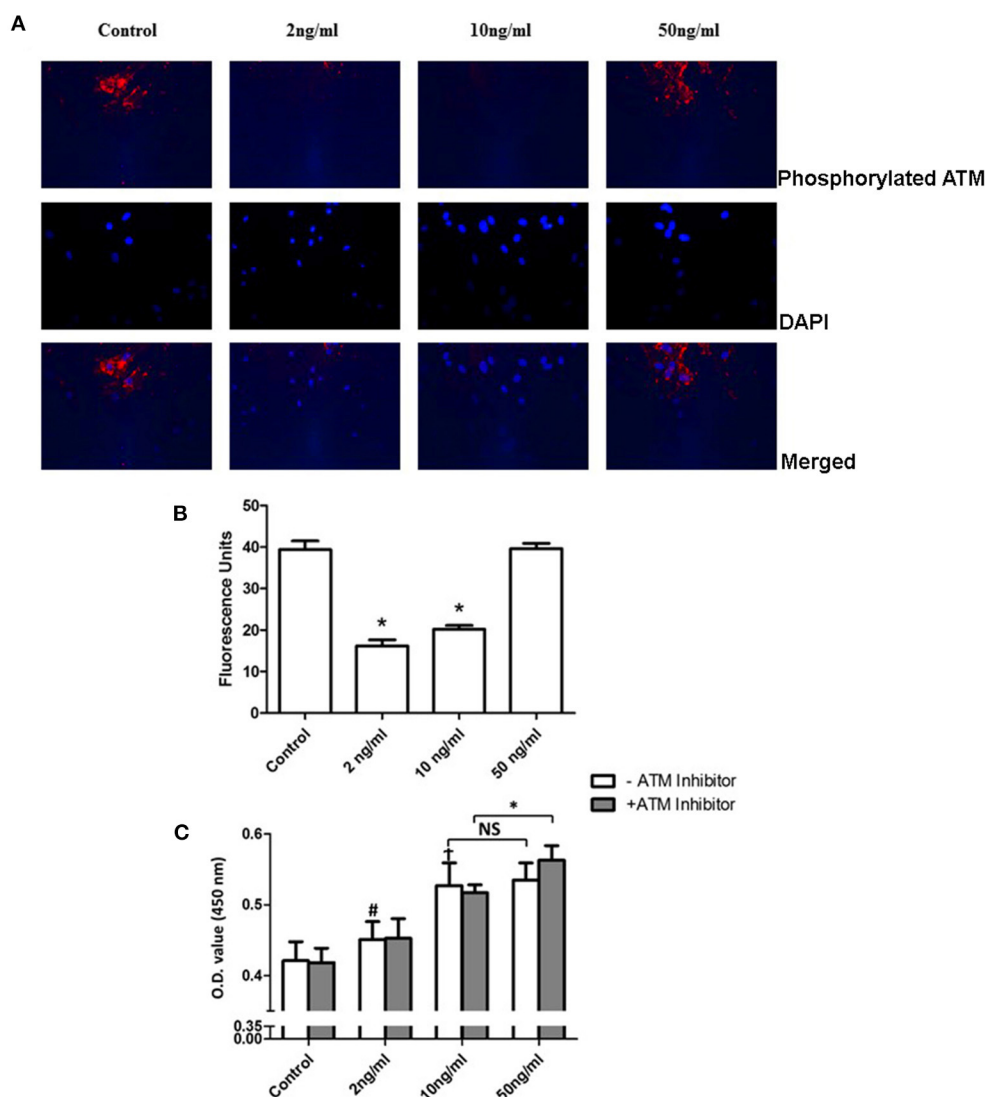 A
Control 2ng/ml 10ng/ml 50ng/ml
Phosphorylated ATM
DAPI
Merged
B
Fluorescence Units
50
40
30
20
10
0
* *
Control 2 ng/ml 10 ng/ml 50 ng/ml
- ATM Inhibitor
+ATM Inhibitor
C
O.D. value (450 nm)
0.6
0.5
0.4
0.35
0.00
*
NS
#
Control 2ng/ml 10ng/ml 50ng/ml